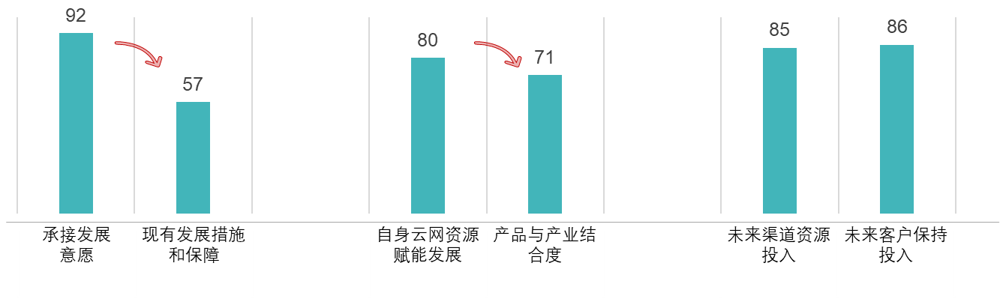 92
57
80
71
85
86
承接发展
意愿
现有发展措施
和保障
自身云网资源
赋能发展
产品与产业结
合度
未来渠道资源
投入
未来客户保持
投入